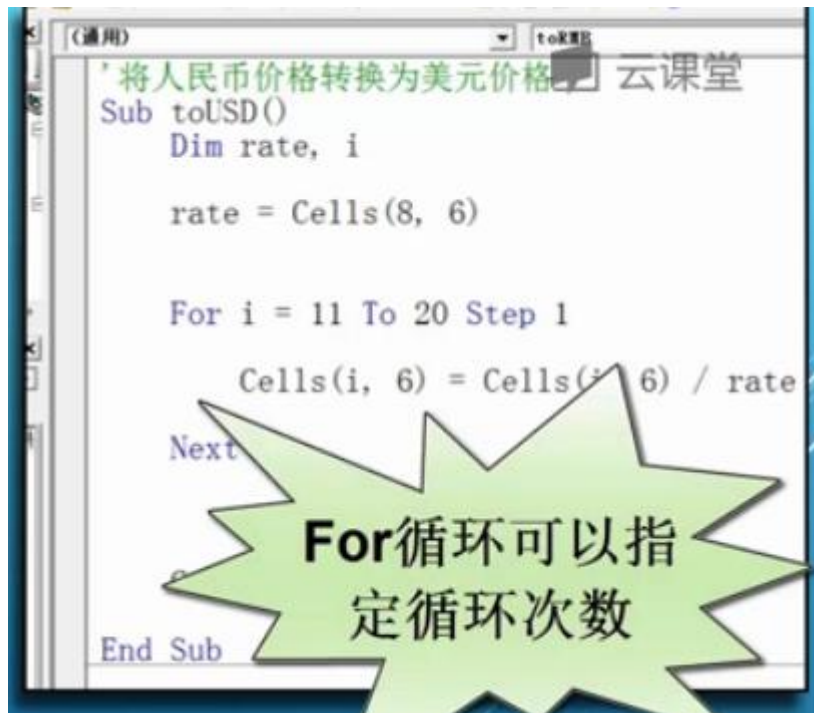 (通用) toRMB
'将人民币价格转换为美元价格
云课堂
Sub toUSD()
Dim rate, i
rate = Cells(8, 6)
For i = 11 To 20 Step 1
Cells(i, 6) = Cells(i, 6) / rate
Next
For循环可以指
定循环次数
End Sub